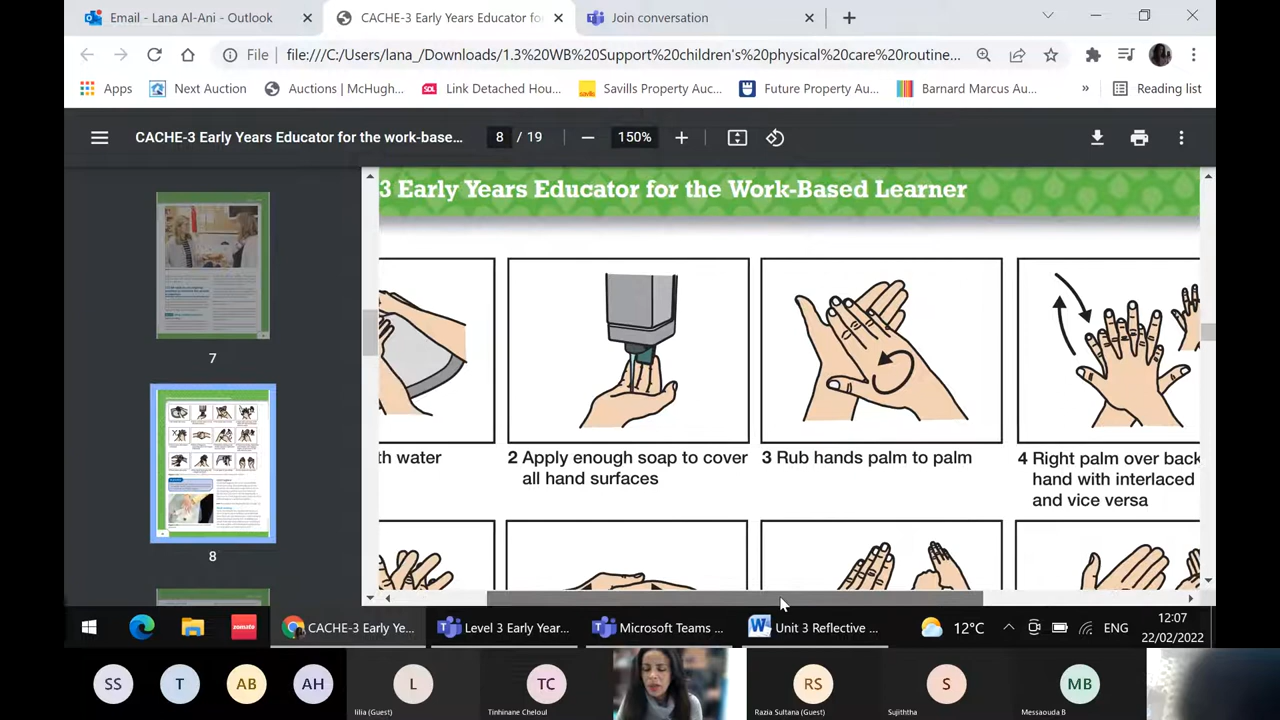 Email - Lana Al-Ani - Outlook
CACHE-3 Early Years Educator fo
Join conversation
File
file:///C:/Users/lana_/Downloads/1.3%20WB%20Support%20children's%20physical%20care%20routine...
Apps
Next Auction
Auctions | McHugh...
SDL
Link Detached Hou...
savills
Savills Property Auc...
Future Property Au...
Barnard Marcus Au...
»
Reading list
CACHE-3 Early Years Educator for the work-base...
8 / 19
150%
7
8
3 Early Years Educator for the Work-Based Learner
th water
2 Apply enough soap to cover
all hand surfaces
3 Rub hands palm to palm
4 Right palm over back
hand with interlaced
and vice versa
zomato
CACHE-3 Early Ye...
Level 3 Early Year...
Microsoft Teams ...
Unit 3 Reflective ...
12°C
ENG
12:07
22/02/2022
SS
T
AB
AH
L
lilia (Guest)
TC
Tinhinane Cheloul
RS
Razia Sultana (Guest)
S
Sujiththa
MB
Messaouda B